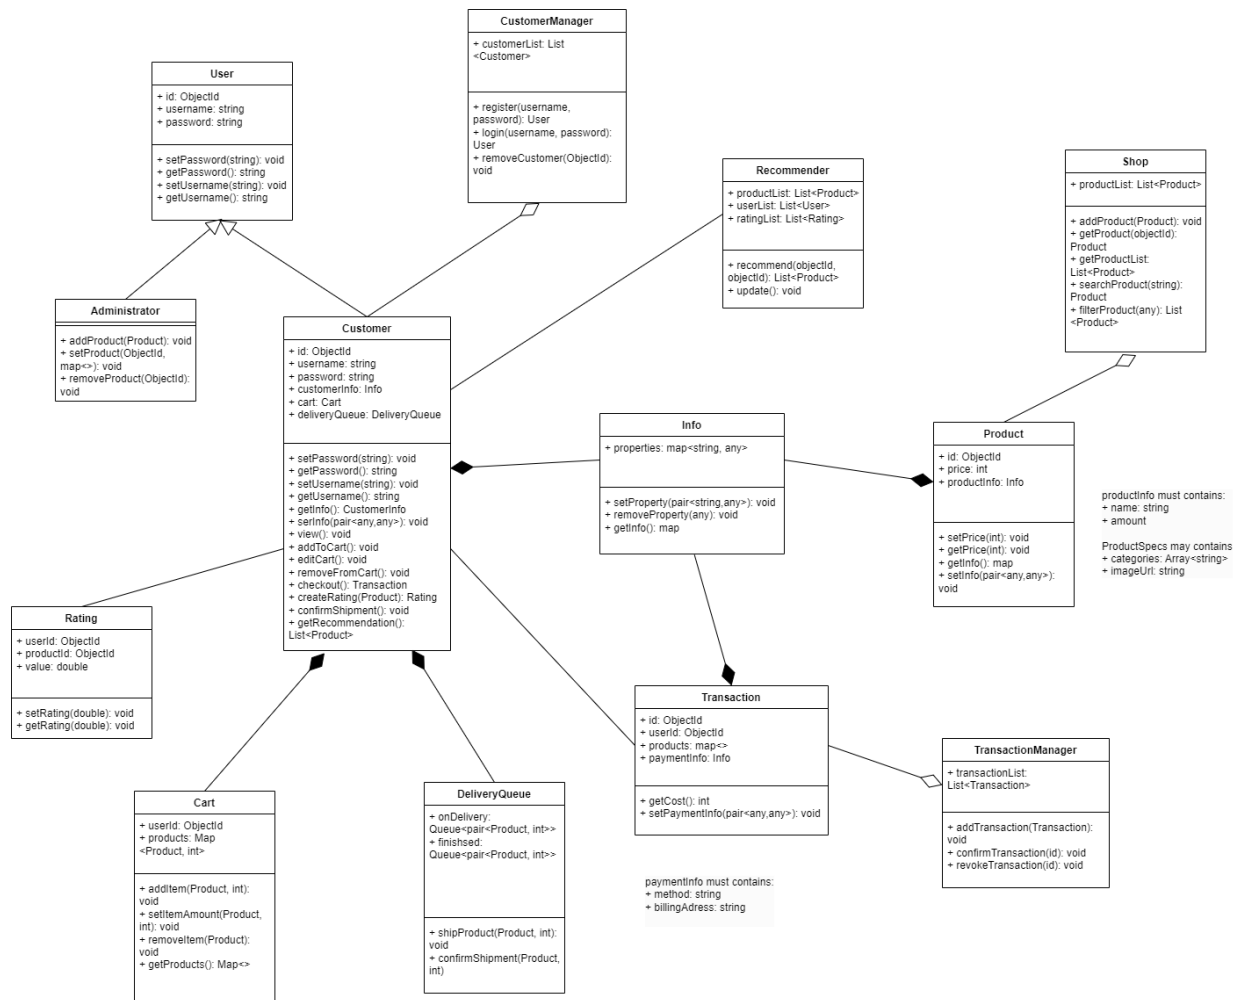 CustomerManager
+ customerList: List
<Customer>
+ register(username,
password): User
+ login(username, password):
User
+ removeCustomer(ObjectId):
void
User
+ id: ObjectId
+ username: string
+ password: string
+ setPassword(string): void
+ getPassword(): string
+ setUsername(string): void
+ getUsername(): string
Recommender
+ productList: List<Product>
+ userList: List<User>
+ ratingList: List<Rating>
+ recommend(objectId,
objectId): List<Product>
+ update(): void
Shop
+ productList: List<Product>
+ addProduct(Product): void
+ getProduct(objectId):
Product
+ getProductList:
List<Product>
+ searchProduct(string):
Product
+ filterProduct(any): List
<Product>
Administrator
+ addProduct(Product): void
+ setProduct(ObjectId,
map<>): void
+ removeProduct(ObjectId):
void
Customer
+ id: ObjectId
+ username: string
+ password: string
+ customerInfo: Info
+ cart: Cart
+ deliveryQueue: DeliveryQueue
+ setPassword(string): void
+ getPassword(): string
+ setUsername(string): void
+ getUsername(): string
+ getInfo(): CustomerInfo
+ serInfo(pair<any,any>): void
+ view(): void
+ addToCart(): void
+ editCart(): void
+ removeFromCart(): void
+ checkout(): Transaction
+ createRating(Product): Rating
+ confirmShipment(): void
+ getRecommendation():
List<Product>
Info
+ properties: map<string, any>
+ setProperty(pair<string,any>): void
+ removeProperty(any): void
+ getInfo(): map
Product
+ id: ObjectId
+ price: int
+ productInfo: Info
+ setPrice(int): void
+ getPrice(int): void
+ getInfo(): map
+ setInfo(pair<any,any>):
void
productInfo must contains:
+ name: string
+ amount
ProductSpecs may contains
+ categories: Array<string>
+ imageUrl: string
Rating
+ userId: ObjectId
+ productId: ObjectId
+ value: double
+ setRating(double): void
+ getRating(double): void
Transaction
+ id: ObjectId
+ userId: ObjectId
+ products: map<>
+ paymentInfo: Info
+ getCost(): int
+ setPaymentInfo(pair<any,any>): void
TransactionManager
+ transactionList:
List<Transaction>
+ addTransaction(Transaction):
void
+ confirmTransaction(id): void
+ revokeTransaction(id): void
Cart
+ userId: ObjectId
+ products: Map
<Product, int>
+ addItem(Product, int):
void
+ setItemAmount(Product,
int): void
+ removeItem(Product):
void
+ getProducts(): Map<>
DeliveryQueue
+ onDelivery:
Queue<pair<Product, int>>
+ finishsed:
Queue<pair<Product, int>>
+ shipProduct(Product, int):
void
+ confirmShipment(Product,
int)
paymentInfo must contains:
+ method: string
+ billingAdress: string